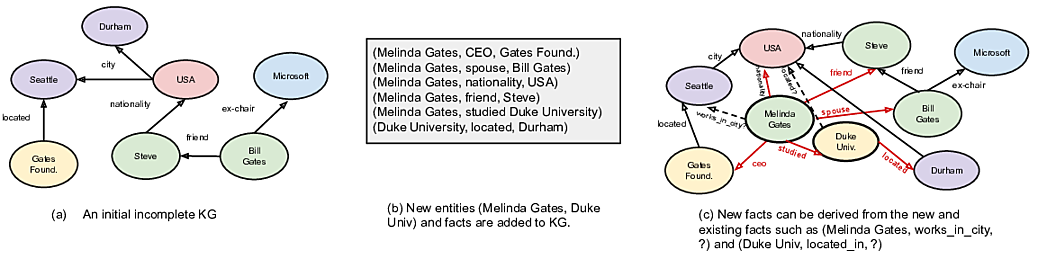 Durham
Seattle
city
USA
Microsoft
nationality
ex-chair
located
friend
Gates
Found.
Steve
Bill
Gates
(a) An initial incomplete KG
(Melinda Gates, CEO, Gates Found.)
(Melinda Gates, spouse, Bill Gates)
(Melinda Gates, nationality, USA)
(Melinda Gates, friend, Steve)
(Melinda Gates, studied Duke University)
(Duke University, located, Durham)
(b) New entities (Melinda Gates, Duke
Univ) and facts are added to KG.
nationality
USA
Steve
Microsoft
city
Seattle
nationality
located?
friend
friend
ex-chair
located
works_in_city?
Melinda
Gates
spouse
Bill
Gates
Duke
Univ.
Gates
Found.
ceo
studied
located
Durham
(c) New facts can be derived from the new and
existing facts such as (Melinda Gates, works_in_city,
?) and (Duke Univ, located_in, ?)